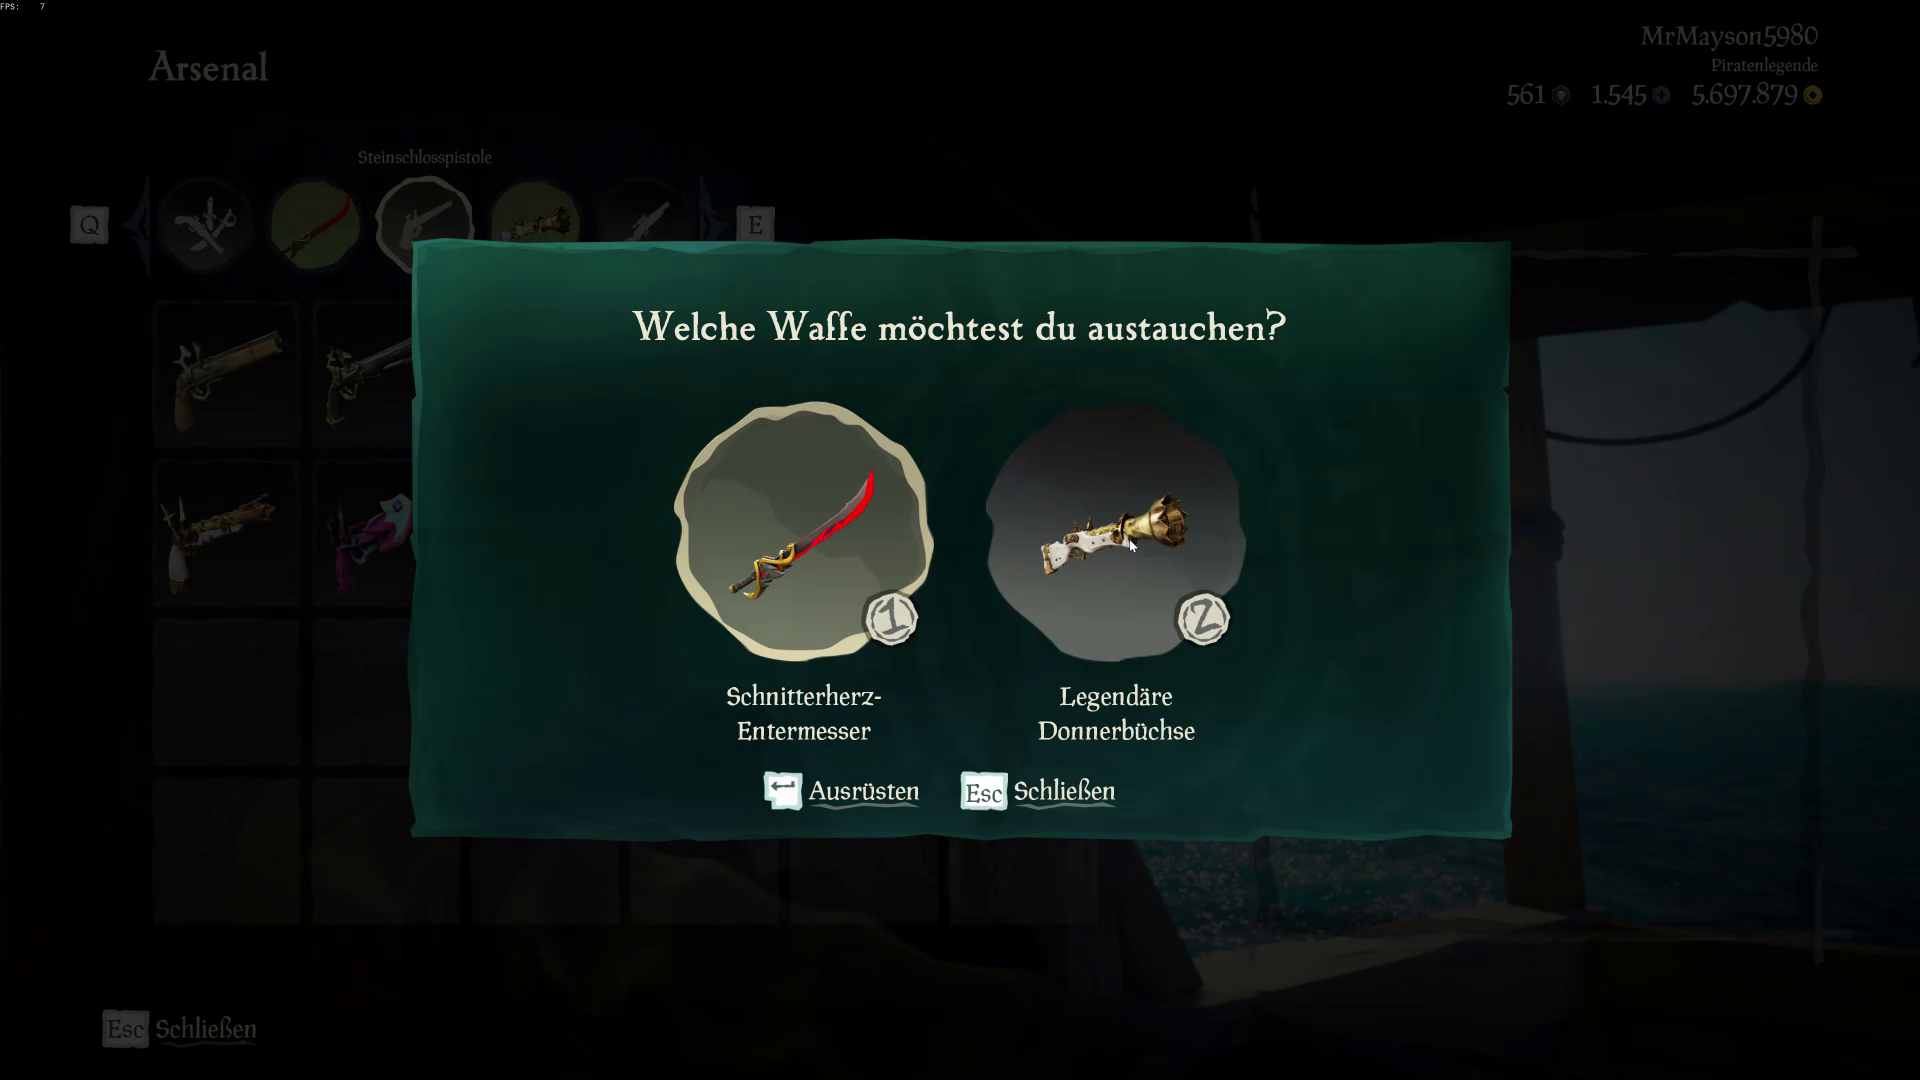 FPS: 7
MrMayson5980
Piratenlegende
561 1.545 5.697.879
Arsenal
Steinschlosspistole
Q
E
Welche Waffe möchtest du austauchen?
1
2
Schnitterherz-
Entermesser
Legendäre
Donnerbüchse
Ausrüsten
Esc Schließen
Esc Schließen